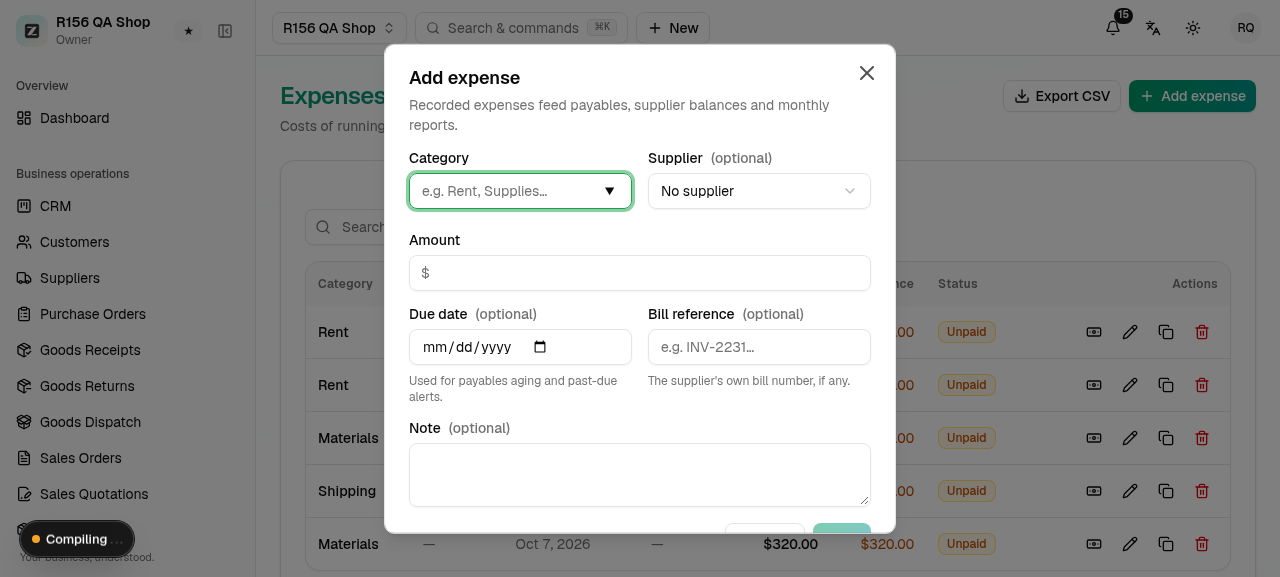 R156 QA Shop
Owner
Overview
Dashboard
Business operations
CRM
Customers
Suppliers
Purchase Orders
Goods Receipts
Goods Returns
Goods Dispatch
Sales Orders
Sales Quotations
Compiling ...
Your business, understood.
R156 QA Shop
Search & commands
⌘K
New
15
RQ
Expenses
Costs of running
Export CSV
Add expense
Search
Category
Status
Actions
Rent
Unpaid
Rent
Unpaid
Materials
Unpaid
Shipping
Unpaid
Materials — Oct 7, 2026 — $320.00 $320.00 Unpaid
Add expense
Recorded expenses feed payables, supplier balances and monthly
reports.
Category
e.g. Rent, Supplies…
Supplier (optional)
No supplier
Amount
$
Due date (optional)
mm/dd/yyyy
Used for payables aging and past-due
alerts.
Bill reference (optional)
e.g. INV-2231…
The supplier's own bill number, if any.
Note (optional)